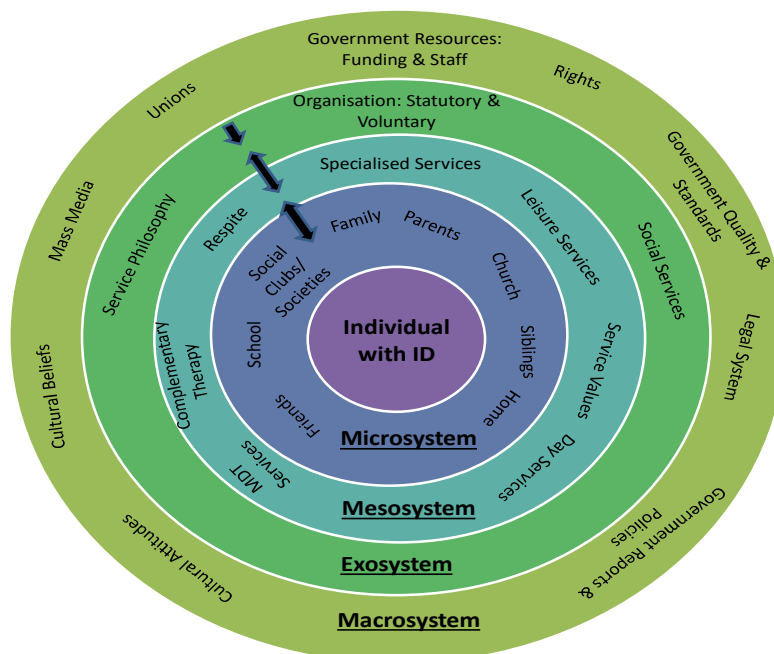 Government Resources:
Funding & Staff
Unions
Rights
Organisation: Statutory &
Voluntary
Government Quality &
Standards
Mass Media
Specialised Services
Service Philosophy
Respite
Leisure Services
Social Services
Family
Parents
Social
Clubs/
Societies
Church
Individual
with ID
Cultural Beliefs
Complementary
Therapy
School
Siblings
Service Values
Legal System
Friends
Home
Microsystem
MDT
Services
Day Services
Mesosystem
Cultural Attitudes
Government Reports &
Policies
Exosystem
Macrosystem